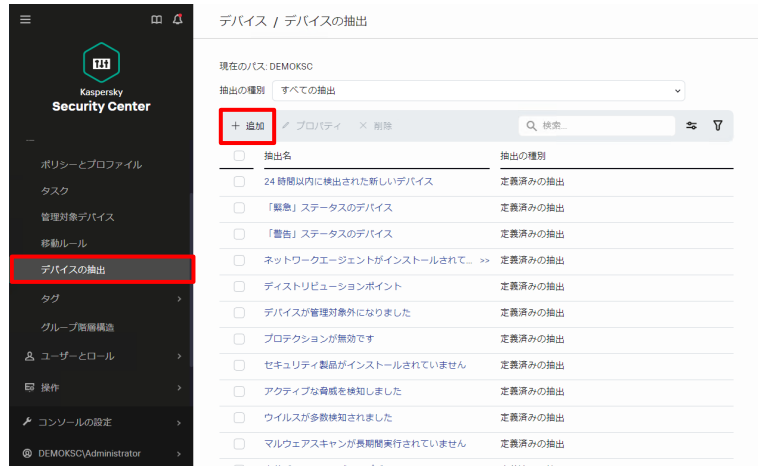 デバイス / デバイスの抽出
Kaspersky
Security Center
ポリシーとプロファイル
タスク
管理対象デバイス
移動ルール
デバイスの抽出
タグ
グループ階層構造
ユーザーとロール
操作
コンソールの設定
DEMOKSC\Administrator
現在のパス: DEMOKSC
抽出の種別 すべての抽出
+ 追加 プロパティ × 削除 検索...
抽出名 抽出の種別
24 時間以内に検出された新しいデバイス 定義済みの抽出
「緊急」ステータスのデバイス 定義済みの抽出
「警告」ステータスのデバイス 定義済みの抽出
ネットワークエージェントがインストールされて... >> 定義済みの抽出
ディストリビューションポイント 定義済みの抽出
デバイスが管理対象外になりました 定義済みの抽出
プロテクションが無効です 定義済みの抽出
セキュリティ製品がインストールされていません 定義済みの抽出
アクティブな脅威を検知しました 定義済みの抽出
ウイルスが多数検知されました 定義済みの抽出
マルウェアスキャンが長期間実行されていません 定義済みの抽出